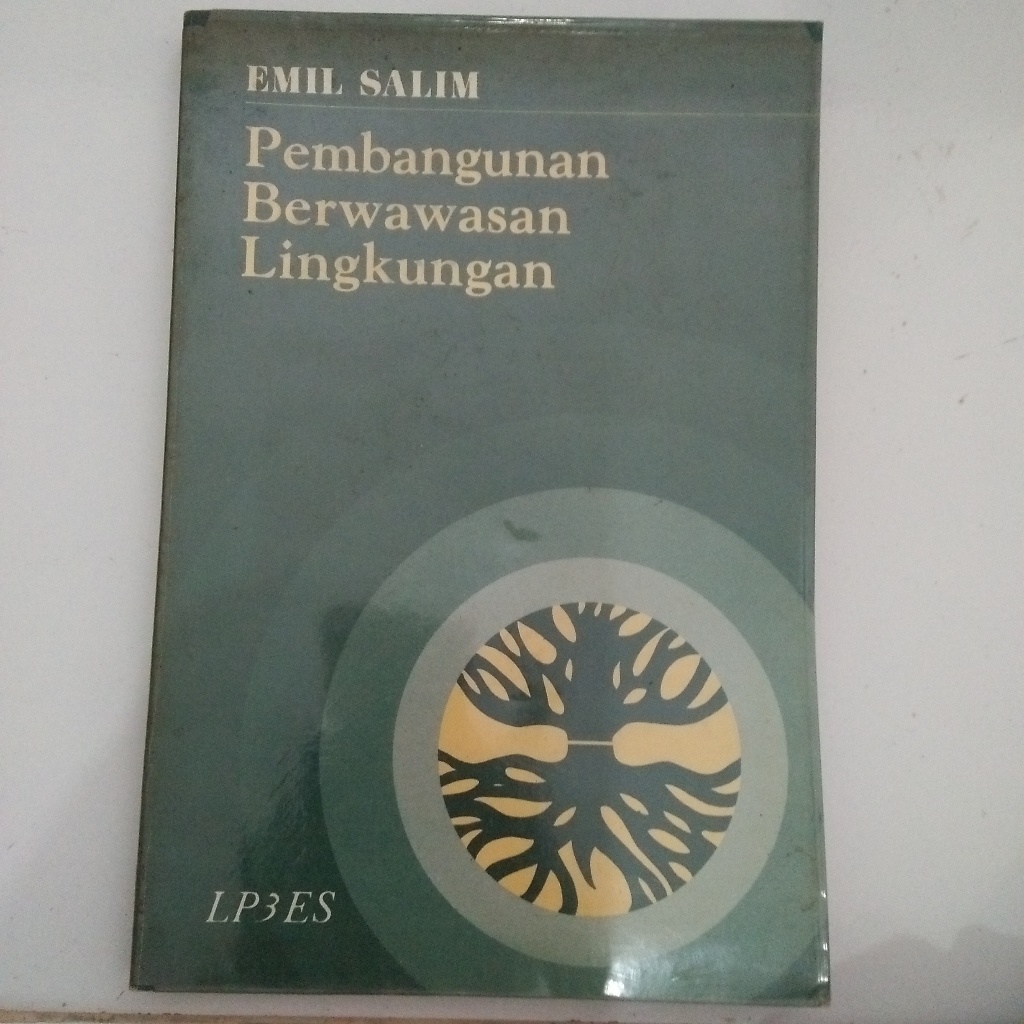 EMIL SALIM
Pembangunan
Berwawasan
Lingkungan
LP3ES